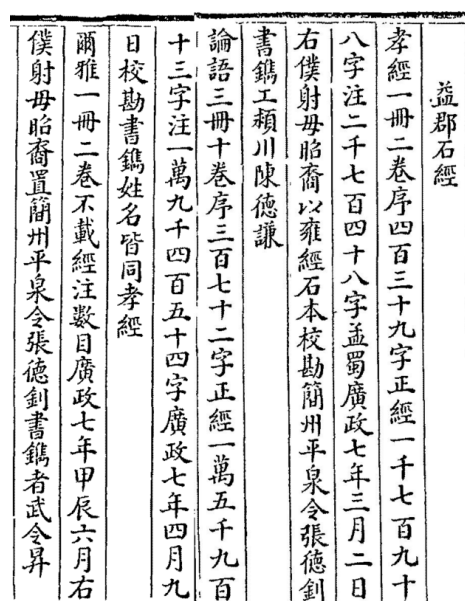 益郡石經
孝經一冊二卷序四百三十九字正經一千七百九十
八字注二千七百四十八字孟蜀廣政七年三月二日
右僕射毋昭裔以雍經石本校勘簡州平泉令張德釗
書鐫工潁川陳德謙
論語三冊十卷序三百七十二字正經一萬五千九百
十三字注一萬九千四百五十四字廣政七年四月九
日校勘書鐫姓名皆同孝經
爾雅一冊二卷不載經注數目廣政七年甲辰六月右
僕射毋昭裔置簡州平泉令張德釗書鐫者武令昇